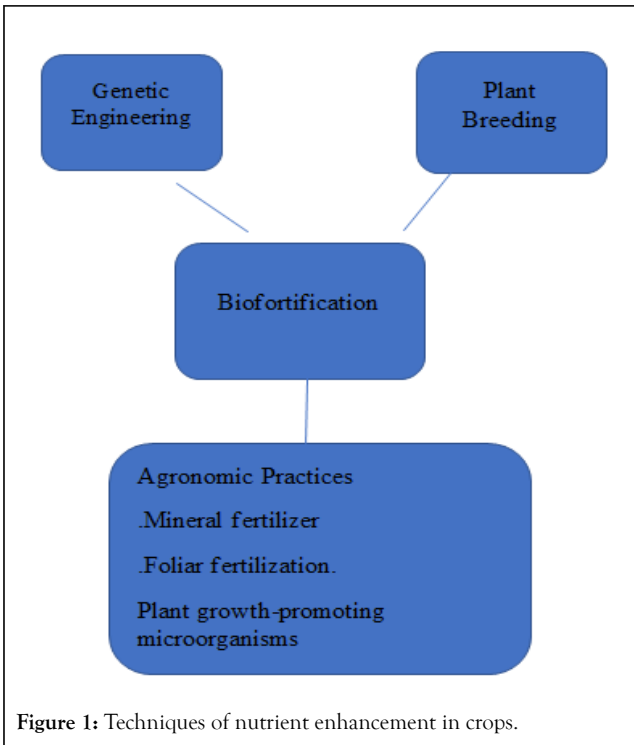 Genetic
Engineering
Plant
Breeding
Biofortification
Agronomic Practices
.Mineral fertilizer
.Foliar fertilization.
Plant growth-promoting
microorganisms
Figure 1: Techniques of nutrient enhancement in crops.